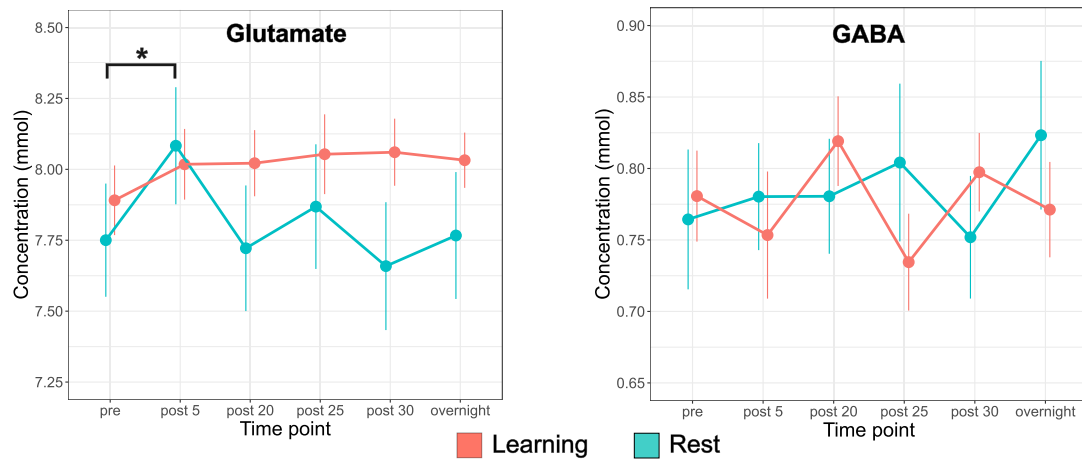 Glutamate
*
Concentration (mmol)
8.50
8.25
8.00
7.75
7.50
7.25
pre
post 5
post 20
post 25
post 30
overnight
Time point
GABA
Concentration (mmol)
0.90
0.85
0.80
0.75
0.70
0.65
pre
post 5
post 20
post 25
post 30
overnight
Time point
Learning
Rest